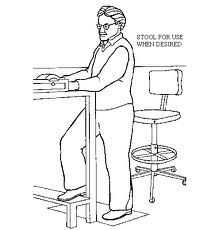 STOOL FOR USE
WHEN DESIRED